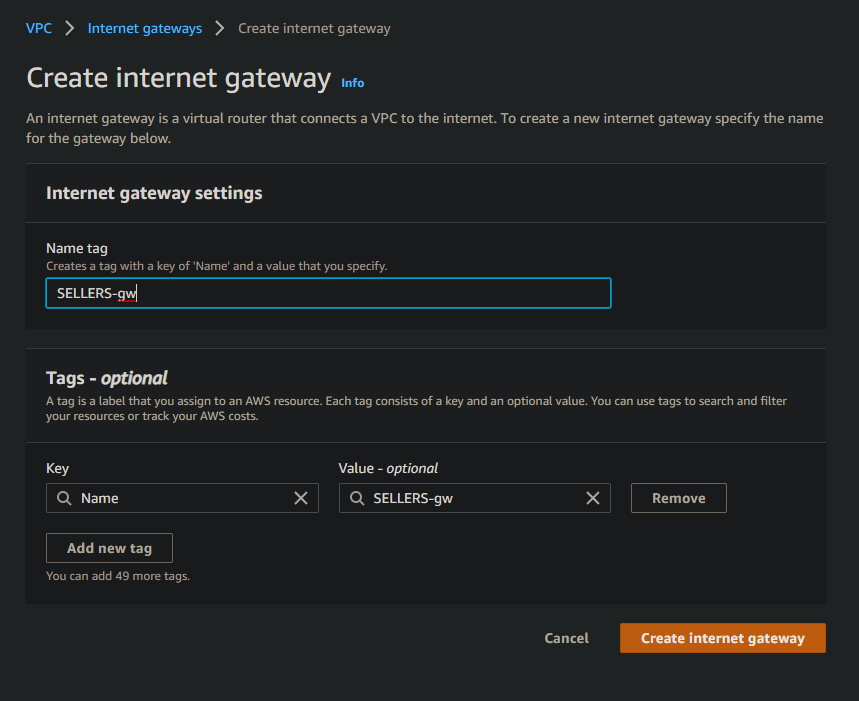 VPC > Internet gateways > Create internet gateway
Create internet gateway Info
An internet gateway is a virtual router that connects a VPC to the internet. To create a new internet gateway specify the name
for the gateway below.
Internet gateway settings
Name tag
Creates a tag with a key of 'Name' and a value that you specify.
SELLERS-gw
Tags - optional
A tag is a label that you assign to an AWS resource. Each tag consists of a key and an optional value. You can use tags to search and filter
your resources or track your AWS costs.
Key Value - optional
Name SELLERS-gw Remove
Add new tag
You can add 49 more tags.
Cancel Create internet gateway